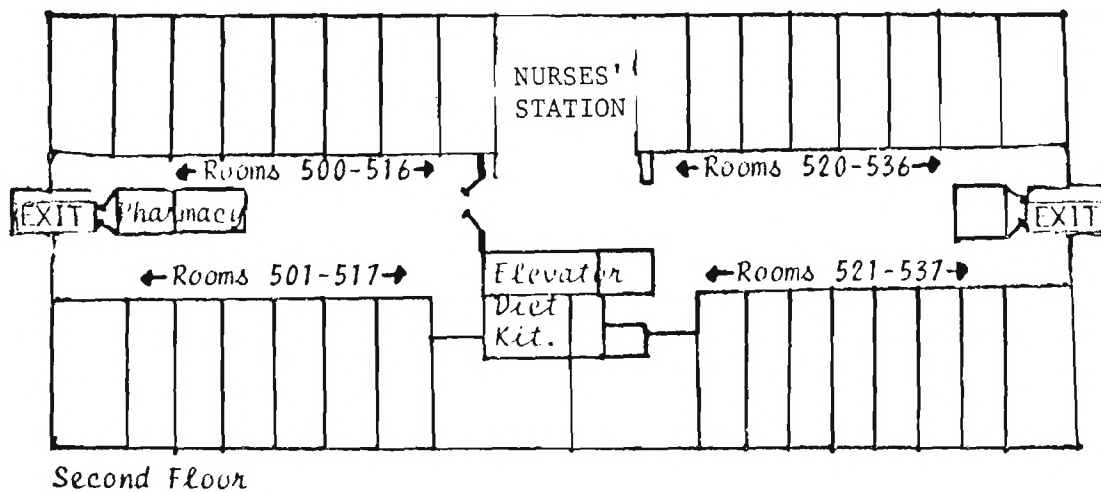 NURSES'
STATION
←Rooms 500-516→
←Rooms 520-536→
EXIT
Pharmacy
EXIT
←Rooms 501-517→
Elevator
←Rooms 521-537→
Diet
Kit.
Second Floor